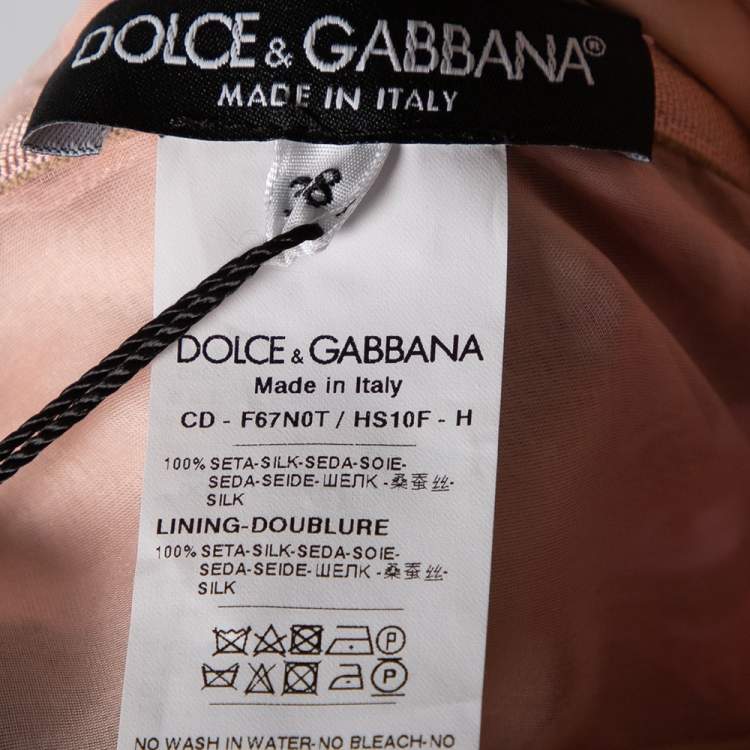 DOLCE & GABBANA®
MADE IN ITALY
38
DOLCE & GABBANA
Made in Italy
CD - F67N0T / HS10F - H
100% SETA-SILK-SEDA-SOIE-
SEDA-SEIDE-ШЕЛК -桑蚕丝-
SILK
LINING-DOUBLURE
100% SETA-SILK-SEDA-SOIE-
SEDA-SEIDE-ШЕЛК -桑蚕丝-
SILK
P
P
NO WASH IN WATER-NO BLEACH-NO